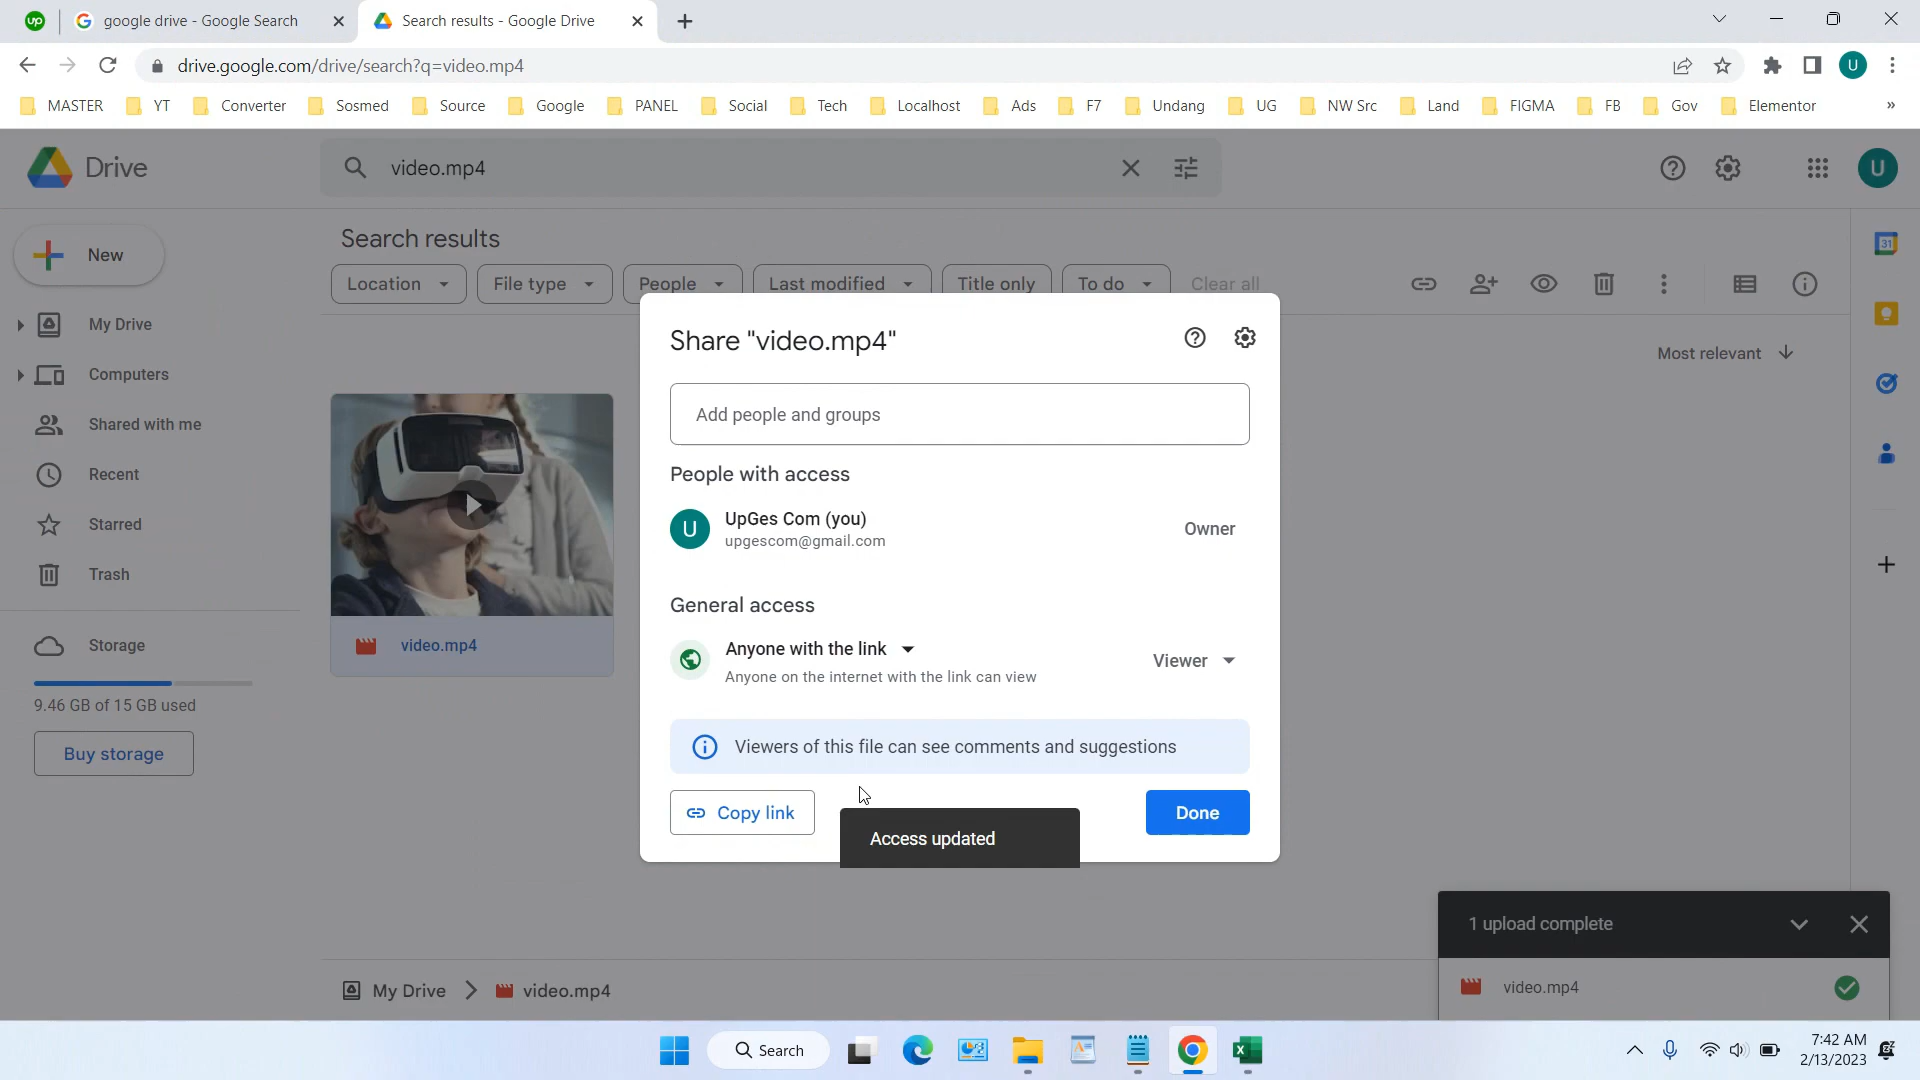 up
google drive - Google Search
Search results - Google Drive
drive.google.com/drive/search?q=video.mp4
U
MASTER
YT
Converter
Sosmed
Source
Google
PANEL
Social
Tech
Localhost
Ads
F7
Undang
UG
NW Src
Land
FIGMA
FB
Gov
Elementor
»
Drive
video.mp4
U
New
Search results
31
Location
File type
People
Last modified
Title only
To do
Clear all
My Drive
Share "video.mp4"
Most relevant
Computers
Add people and groups
Shared with me
People with access
Recent
UpGes Com (you)
U
Owner
upgescom@gmail.com
Starred
Trash
General access
Storage
video.mp4
Anyone with the link
Viewer
Anyone on the internet with the link can view
9.46 GB of 15 GB used
Buy storage
Viewers of this file can see comments and suggestions
Copy link
Done
Access updated
1 upload complete
My Drive
video.mp4
video.mp4
Search
7:42 AM
2/13/2023